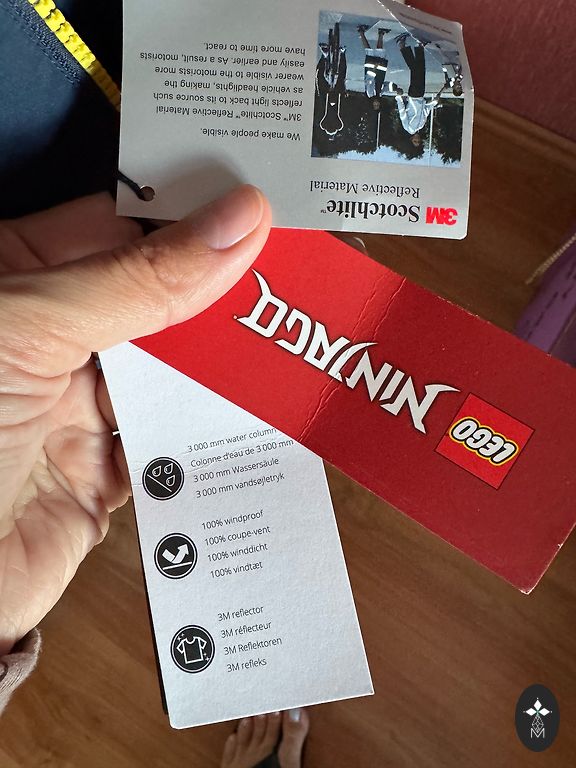 3M Scotchlite™
Reflective Material
We make people visible.
3M™ Scotchlite™ Reflective Material
reflects light back to its source such
as vehicle headlights, making the
wearer visible to the motorists more
easily and earlier. As a result, motorists
have more time to react.
LEGO
NINJAGO
3 000 mm water column
Colonne d'eau de 3 000 mm
3 000 mm Wassersäule
3 000 mm vandsøjletryk
100% windproof
100% coupe-vent
100% winddicht
100% vindtæt
3M reflector
3M réflecteur
3M Reflektoren
3M refleks
M